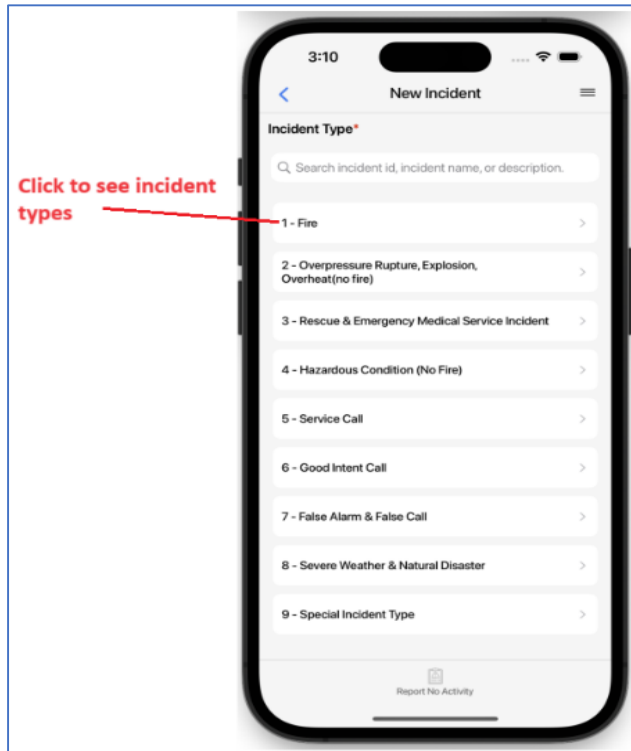 3:10
New Incident
Incident Type*
Search incident id, incident name, or description.
Click to see incident
types
1 - Fire
2 - Overpressure Rupture, Explosion,
Overheat(no fire)
3 - Rescue & Emergency Medical Service Incident
4 - Hazardous Condition (No Fire)
5 - Service Call
6 - Good Intent Call
7 - False Alarm & False Call
8 - Severe Weather & Natural Disaster
9 - Special Incident Type
Report No Activity